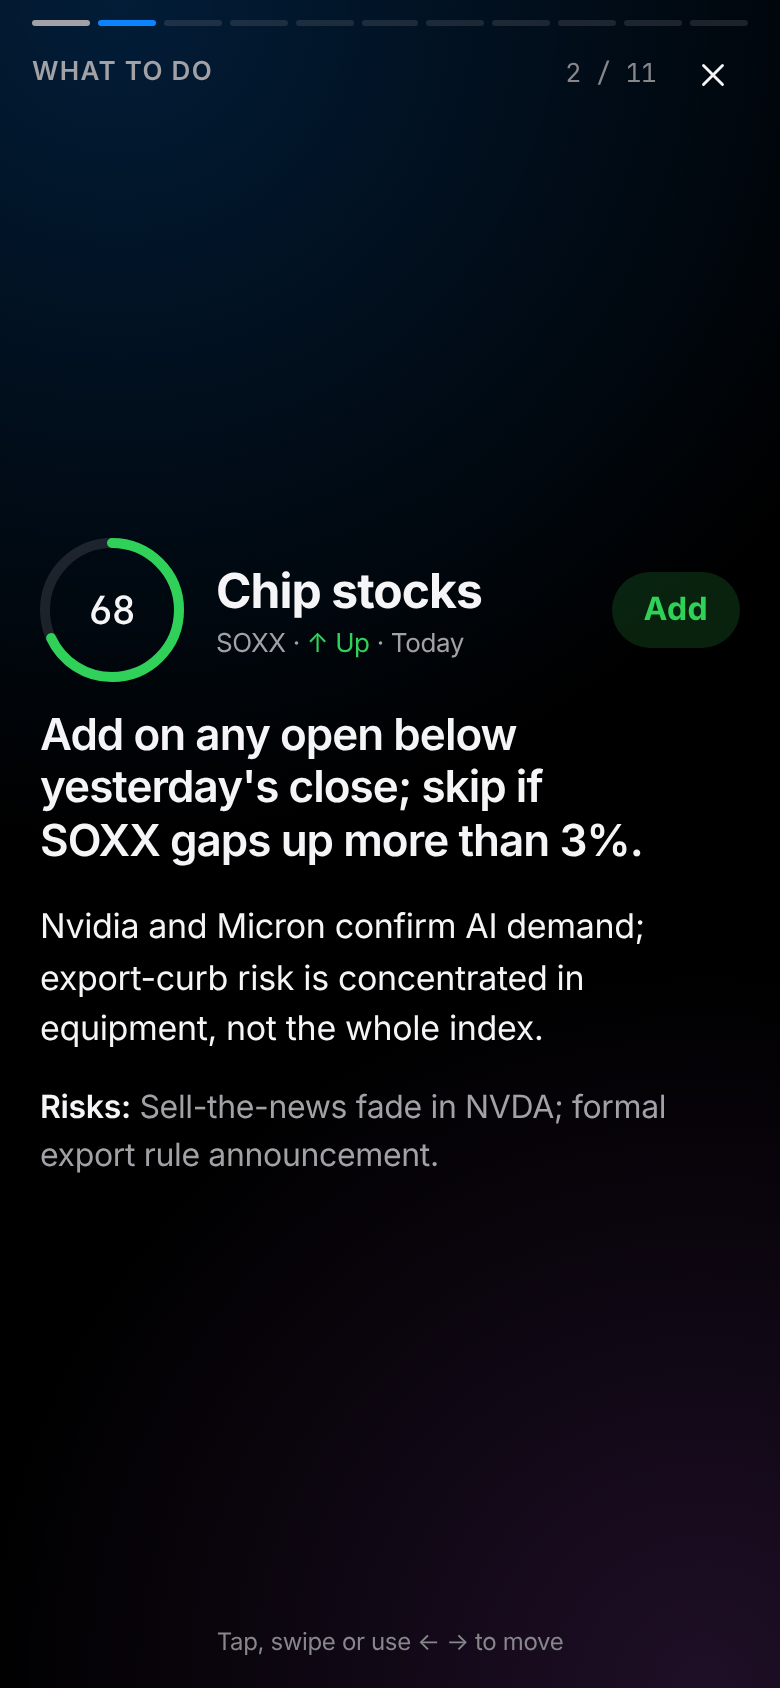 WHAT TO DO
2 / 11
68
Chip stocks
SOXX · ↑ Up · Today
Add
Add on any open below
yesterday's close; skip if
SOXX gaps up more than 3%.
Nvidia and Micron confirm AI demand;
export-curb risk is concentrated in
equipment, not the whole index.
Risks: Sell-the-news fade in NVDA; formal
export rule announcement.
Tap, swipe or use ← → to move